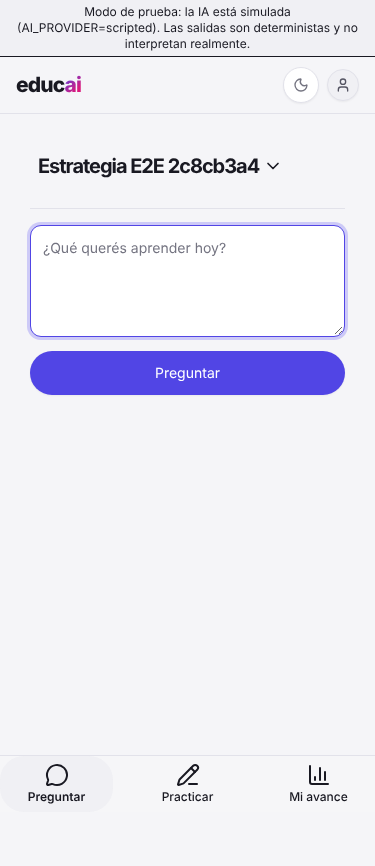 Modo de prueba: la IA está simulada
(AI_PROVIDER=scripted). Las salidas son deterministas y no
interpretan realmente.
educai
Estrategia E2E 2c8cb3a4
¿Qué querés aprender hoy?
Preguntar
Preguntar
Practicar
Mi avance